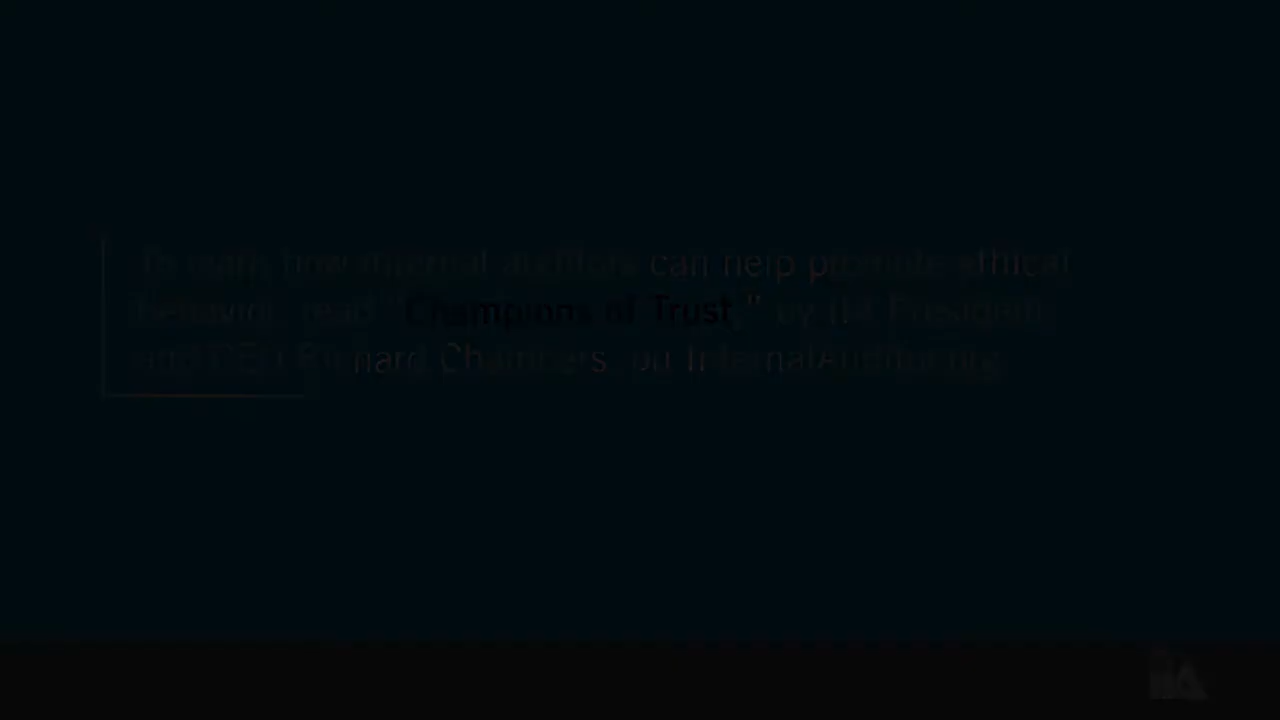 To learn how internal auditors can help promote ethical
behavior, read "Champions of Trust," by IIA President
and CEO Richard Chambers, on InternalAuditor.org.